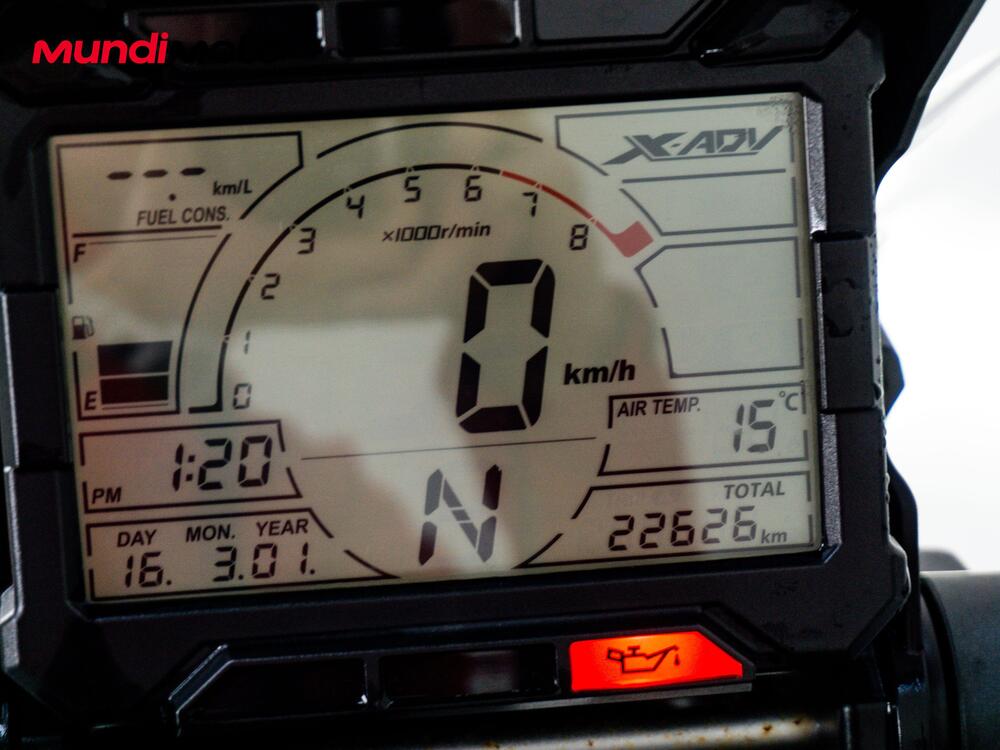 Mundi
X-ADV
---
km/L
FUEL CONS.
F
E
0 1 2 3 4 5 6 7 8
×1000r/min
0 km/h
AIR TEMP. 15 °C
PM 1:20
N
TOTAL
22626 km
DAY MON. YEAR
16. 3.01.